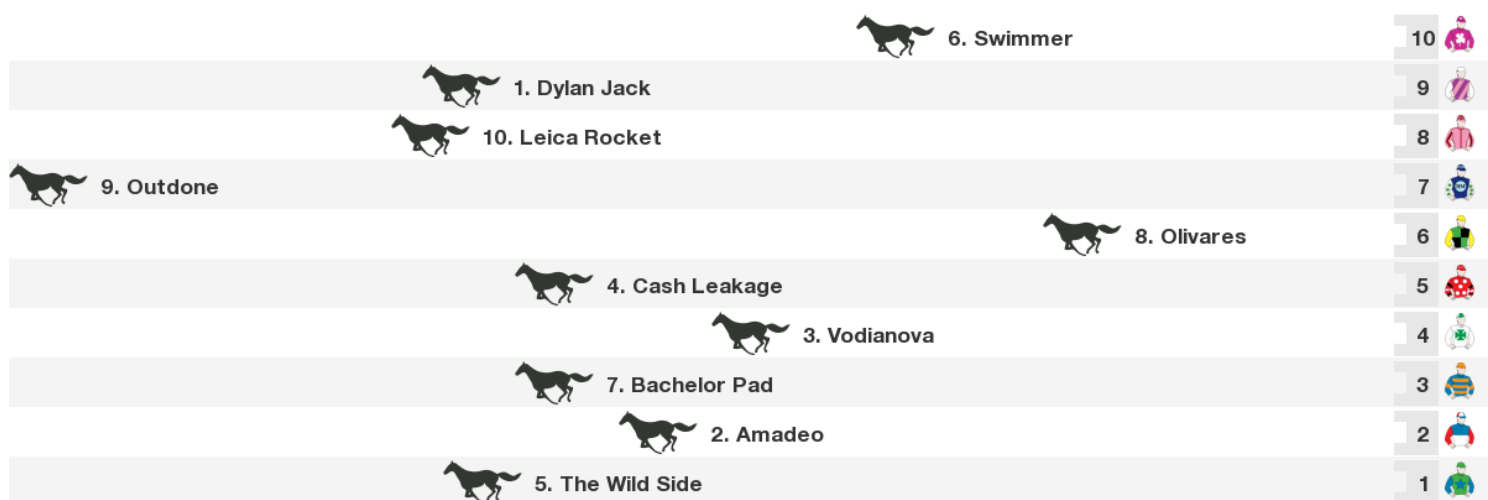 6. Swimmer 10
1. Dylan Jack 9
10. Leica Rocket 8
9. Outdone 7
8. Olivares 6
4. Cash Leakage 5
3. Vodianova 4
7. Bachelor Pad 3
2. Amadeo 2
5. The Wild Side 1